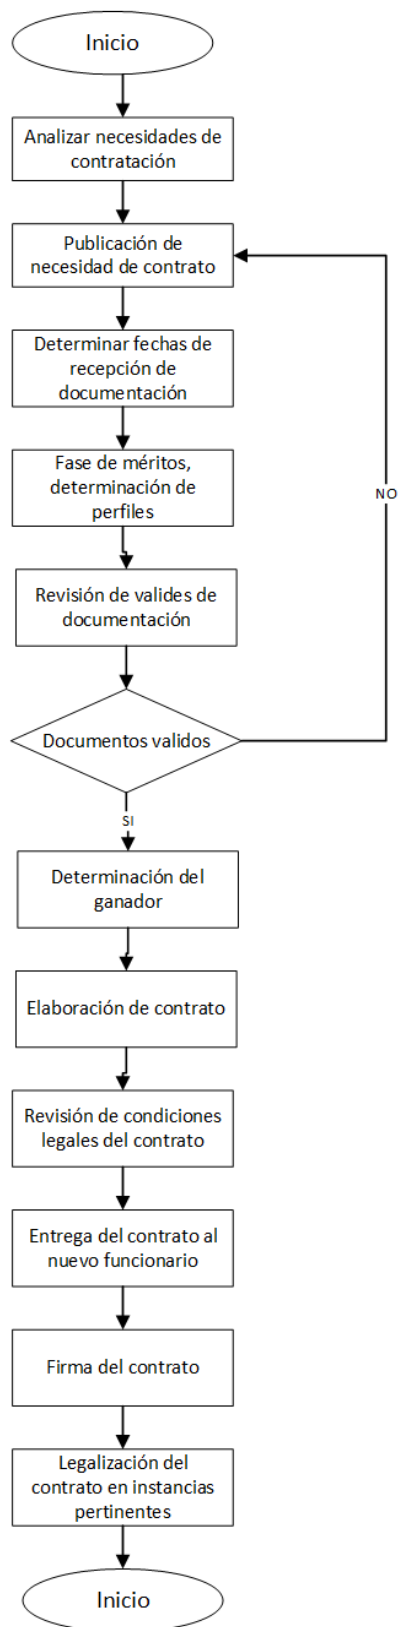 Inicio
Analizar necesidades de
contratación
Publicación de
necesidad de contrato
Determinar fechas de
recepción de
documentación
Fase de méritos,
determinación de
perfiles
NO
Revisión de valides de
documentación
Documentos validos
SI
Determinación del
ganador
Elaboración de contrato
Revisión de condiciones
legales del contrato
Entrega del contrato al
nuevo funcionario
Firma del contrato
Legalización del
contrato en instancias
pertinentes
Inicio